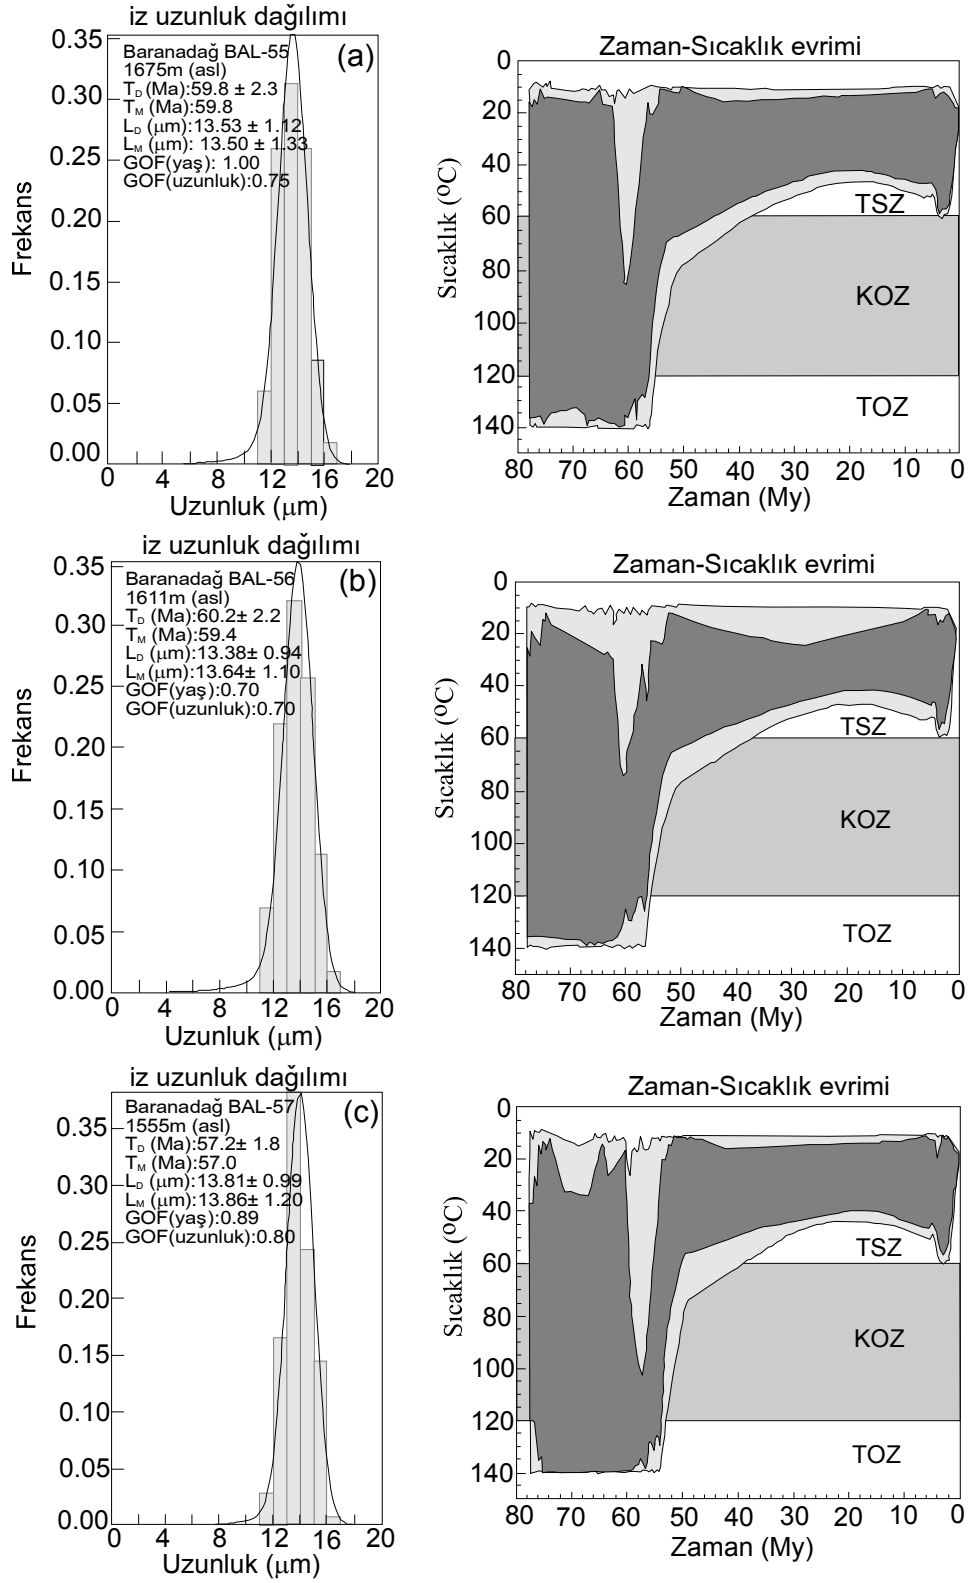 iz uzunluk dağılımı
0.35
0.30
0.25
0.20
0.15
0.10
0.05
0.00
Frekans
Baranadağ BAL-55
(a)
1675m (asl)
TD (Ma):59.8 ± 2.3
TM (Ma):59.8
LD (μm):13.53 ± 1.12
LM (μm): 13.50 ± 1.33
GOF(yaş): 1.00
GOF(uzunluk):0.75
0 4 8 12 16 20
Uzunluk (μm)
Zaman-Sıcaklık evrimi
0
20
40
60
80
100
120
140
Sıcaklık (ºC)
TSZ
KOZ
TOZ
80 70 60 50 40 30 20 10 0
Zaman (My)
iz uzunluk dağılımı
0.35
0.30
0.25
0.20
0.15
0.10
0.05
0.00
Frekans
Baranadağ BAL-56
(b)
1611m (asl)
TD (Ma):60.2± 2.2
TM (Ma):59.4
LD (μm):13.38± 0.94
LM (μm):13.64± 1.10
GOF(yaş):0.70
GOF(uzunluk):0.70
0 4 8 12 16 20
Uzunluk (μm)
Zaman-Sıcaklık evrimi
0
20
40
60
80
100
120
140
Sıcaklık (ºC)
TSZ
KOZ
TOZ
80 70 60 50 40 30 20 10 0
Zaman (My)
iz uzunluk dağılımı
0.35
0.30
0.25
0.20
0.15
0.10
0.05
0.00
Frekans
Baranadağ BAL-57
(c)
1555m (asl)
TD (Ma):57.2± 1.8
TM (Ma):57.0
LD (μm):13.81± 0.99
LM (μm):13.86± 1.20
GOF(yaş):0.89
GOF(uzunluk):0.80
0 4 8 12 16 20
Uzunluk (μm)
Zaman-Sıcaklık evrimi
0
20
40
60
80
100
120
140
Sıcaklık (ºC)
TSZ
KOZ
TOZ
80 70 60 50 40 30 20 10 0
Zaman (My)